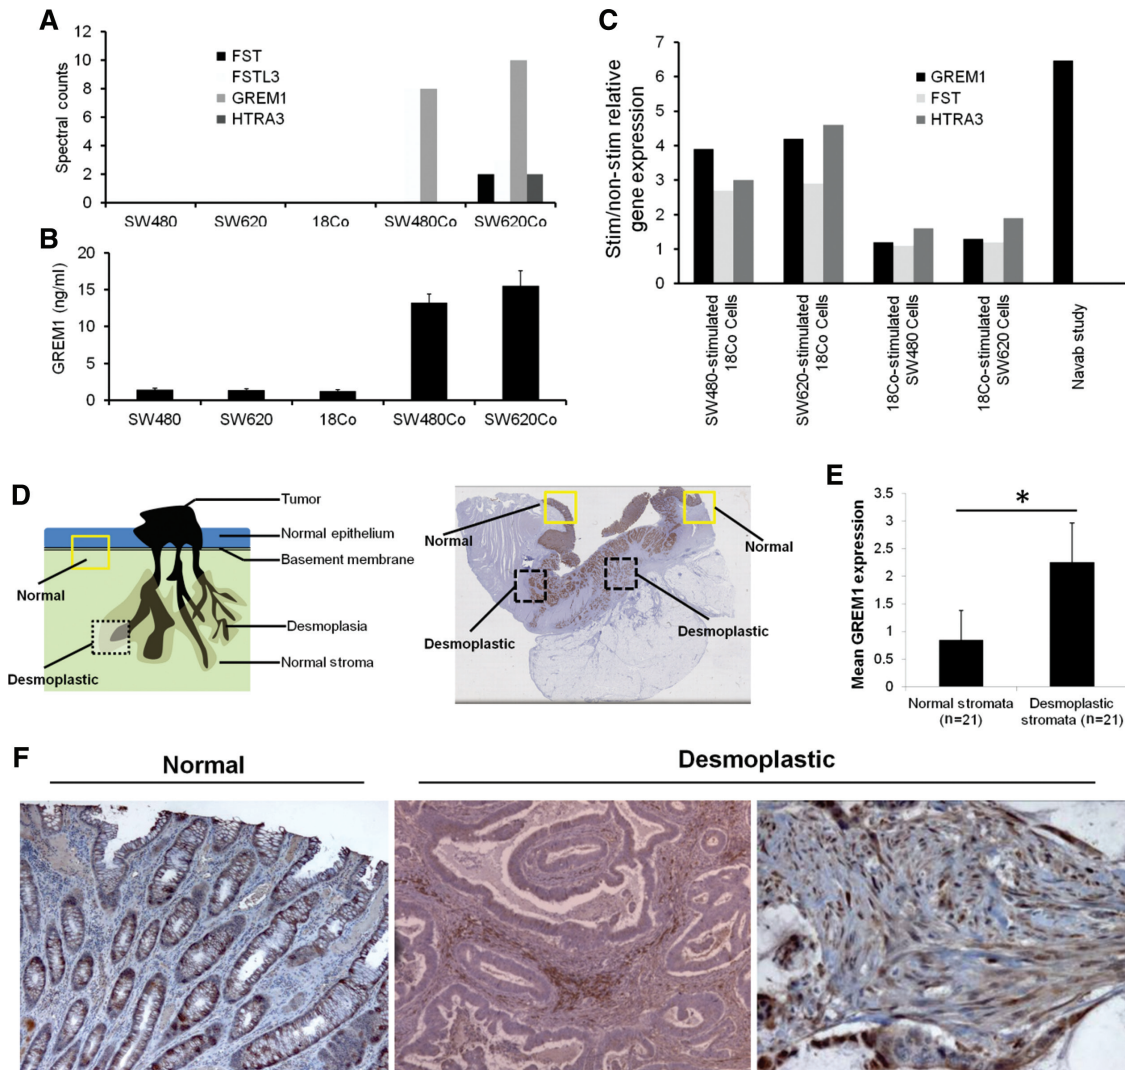 A
12
10
8
6
4
2
0
Spectral counts
FST
FSTL3
GREM1
HTRA3
SW480
SW620
18Co
SW480Co
SW620Co
B
20
15
10
5
0
GREM1 (ng/ml)
SW480
SW620
18Co
SW480Co
SW620Co
C
7
6
5
4
3
2
1
0
Stim/non-stim relative
gene expression
GREM1
FST
HTRA3
SW480-stimulated
18Co Cells
SW620-stimulated
18Co Cells
18Co-stimulated
SW480 Cells
18Co-stimulated
SW620 Cells
Navab study
D
Tumor
Normal epithelium
Basement membrane
Normal
Desmoplasia
Normal stroma
Desmoplastic
Normal
Normal
Desmoplastic
Desmoplastic
E
3.5
3
2.5
2
1.5
1
0.5
0
Mean GREM1 expression
*
Normal stromata
(n=21)
Desmoplastic
stromata (n=21)
F
Normal
Desmoplastic